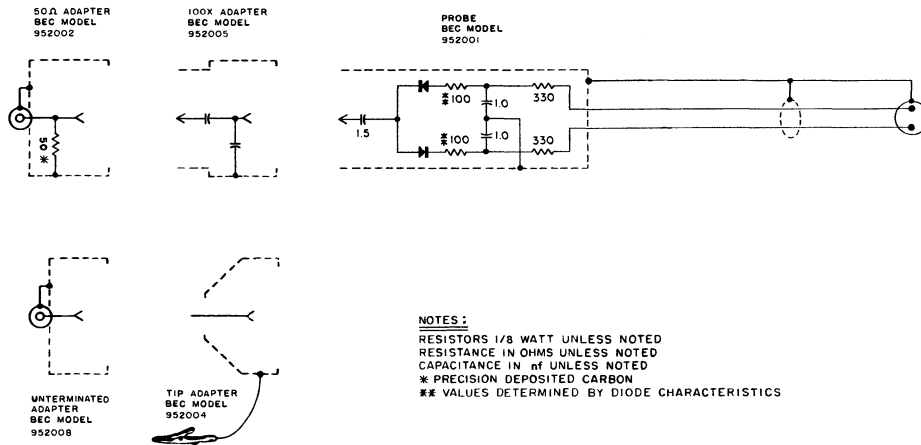 50Ω ADAPTER
BEC MODEL
952002
100X ADAPTER
BEC MODEL
952005
PROBE
BEC MODEL
952001
50*
1.5
** 100
1.0
330
** 100
1.0
330
UNTERMINATED
ADAPTER
BEC MODEL
952008
TIP ADAPTER
BEC MODEL
952004
NOTES:
RESISTORS 1/8 WATT UNLESS NOTED
RESISTANCE IN OHMS UNLESS NOTED
CAPACITANCE IN nf UNLESS NOTED
* PRECISION DEPOSITED CARBON
** VALUES DETERMINED BY DIODE CHARACTERISTICS